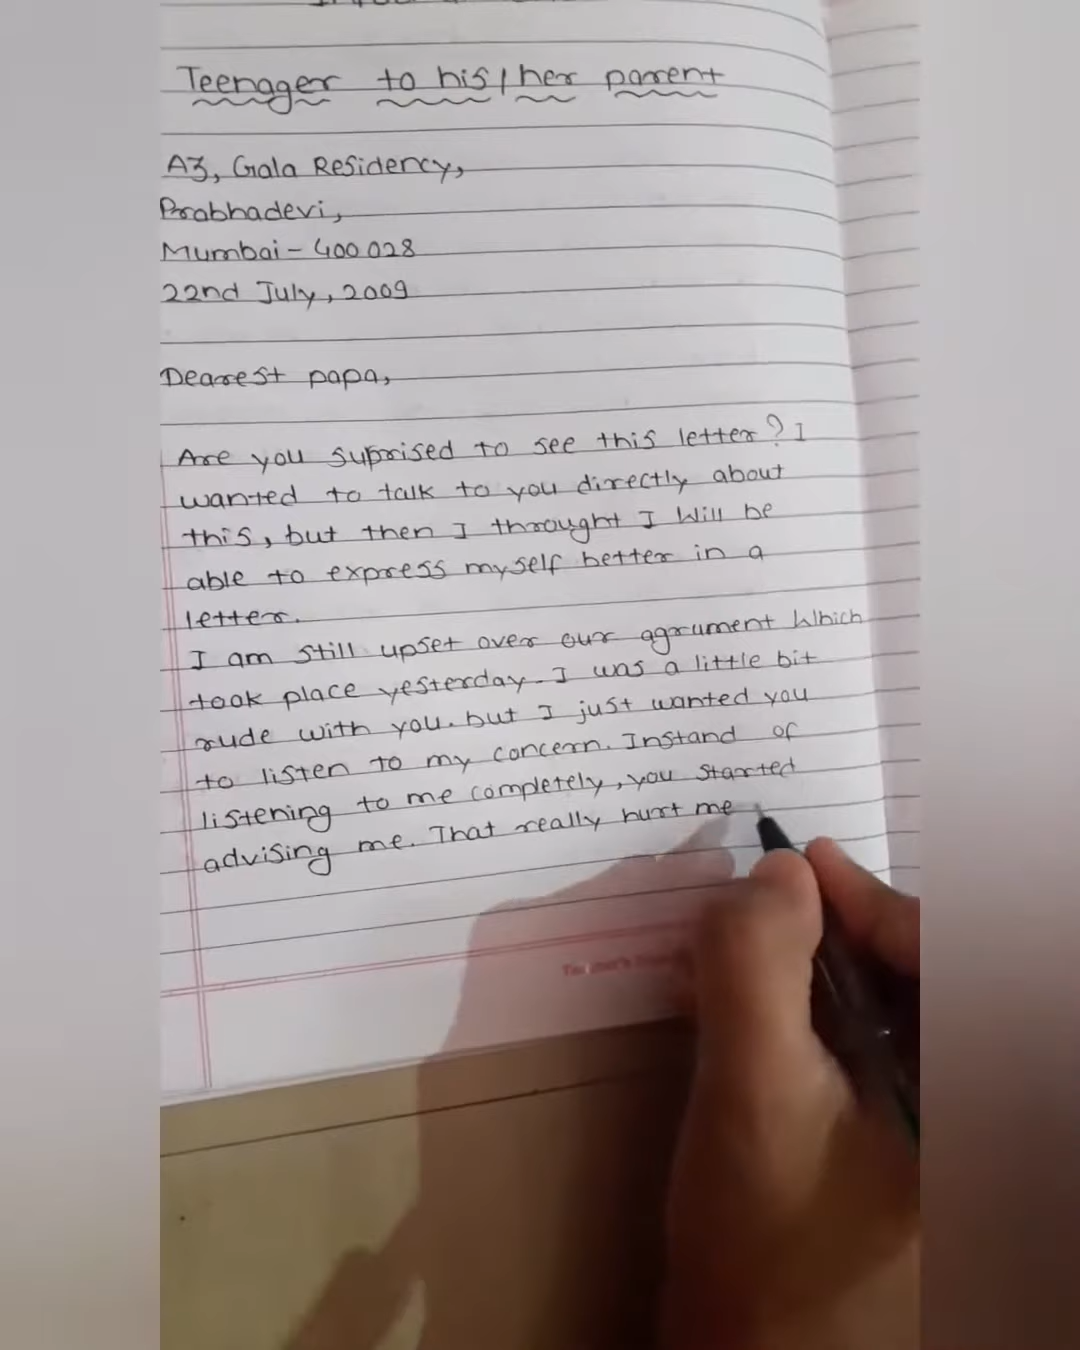 Teenager to his/her parent
A3, Gala Residency,
Prabhadevi,
Mumbai - 400 028
22nd July, 2009
Dearest papa,
Are you suprised to see this letter? I
wanted to talk to you directly about
this, but then I throught I will be
able to express myself better in a
letter.
I am still upset over our agrument which
took place yesterday. I was a little bit
rude with you. but I just wanted you
to listen to my concern. Instand of
listening to me completely, you started
advising me. That really hurt me